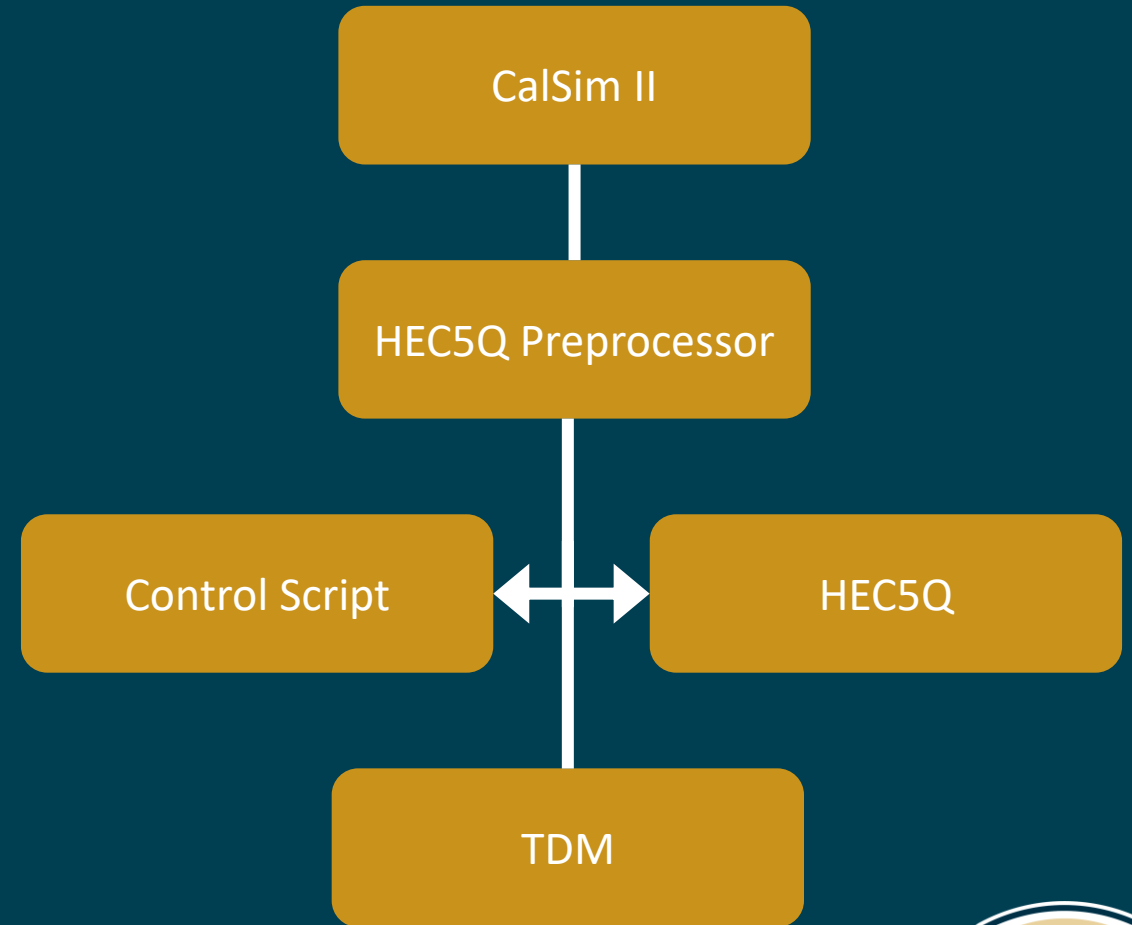 CalSim II
HEC5Q Preprocessor
Control Script
HEC5Q
TDM